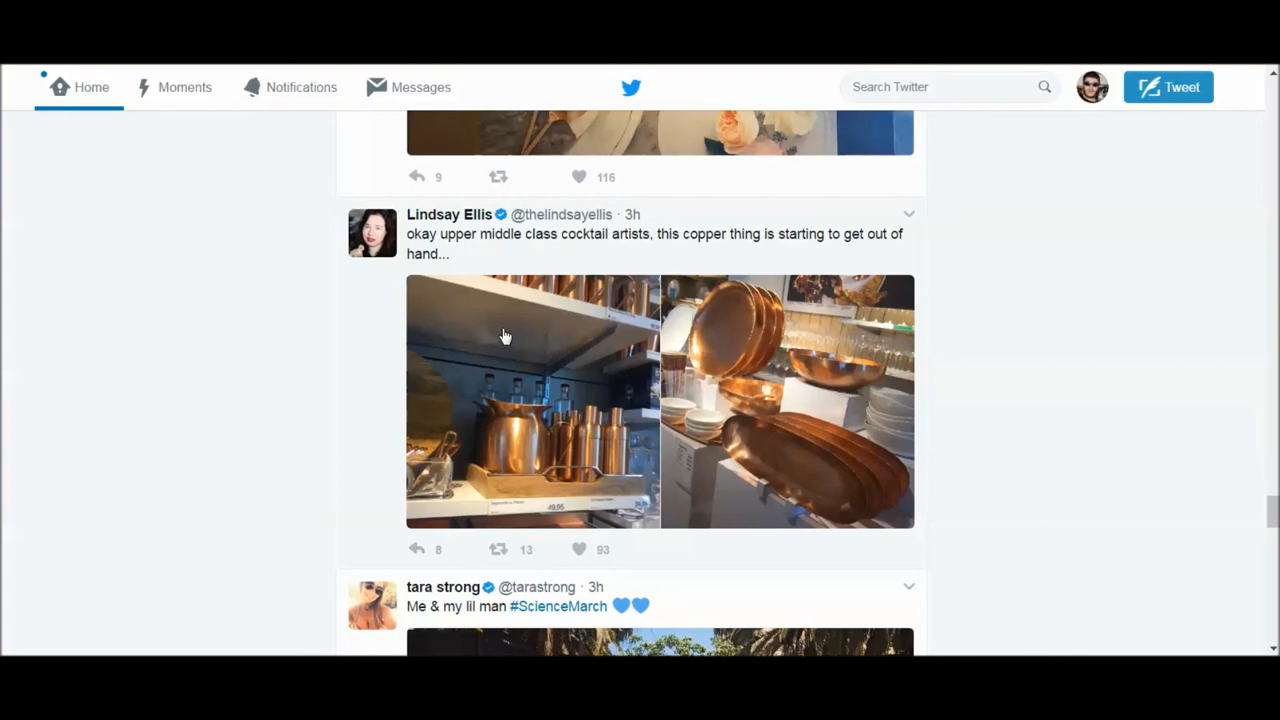 Home Moments Notifications Messages Search Twitter Tweet
9 116
Lindsay Ellis @thelindsayellis · 3h
okay upper middle class cocktail artists, this copper thing is starting to get out of
hand...
49,95
8 13 93
tara strong @tarastrong · 3h
Me & my lil man #ScienceMarch